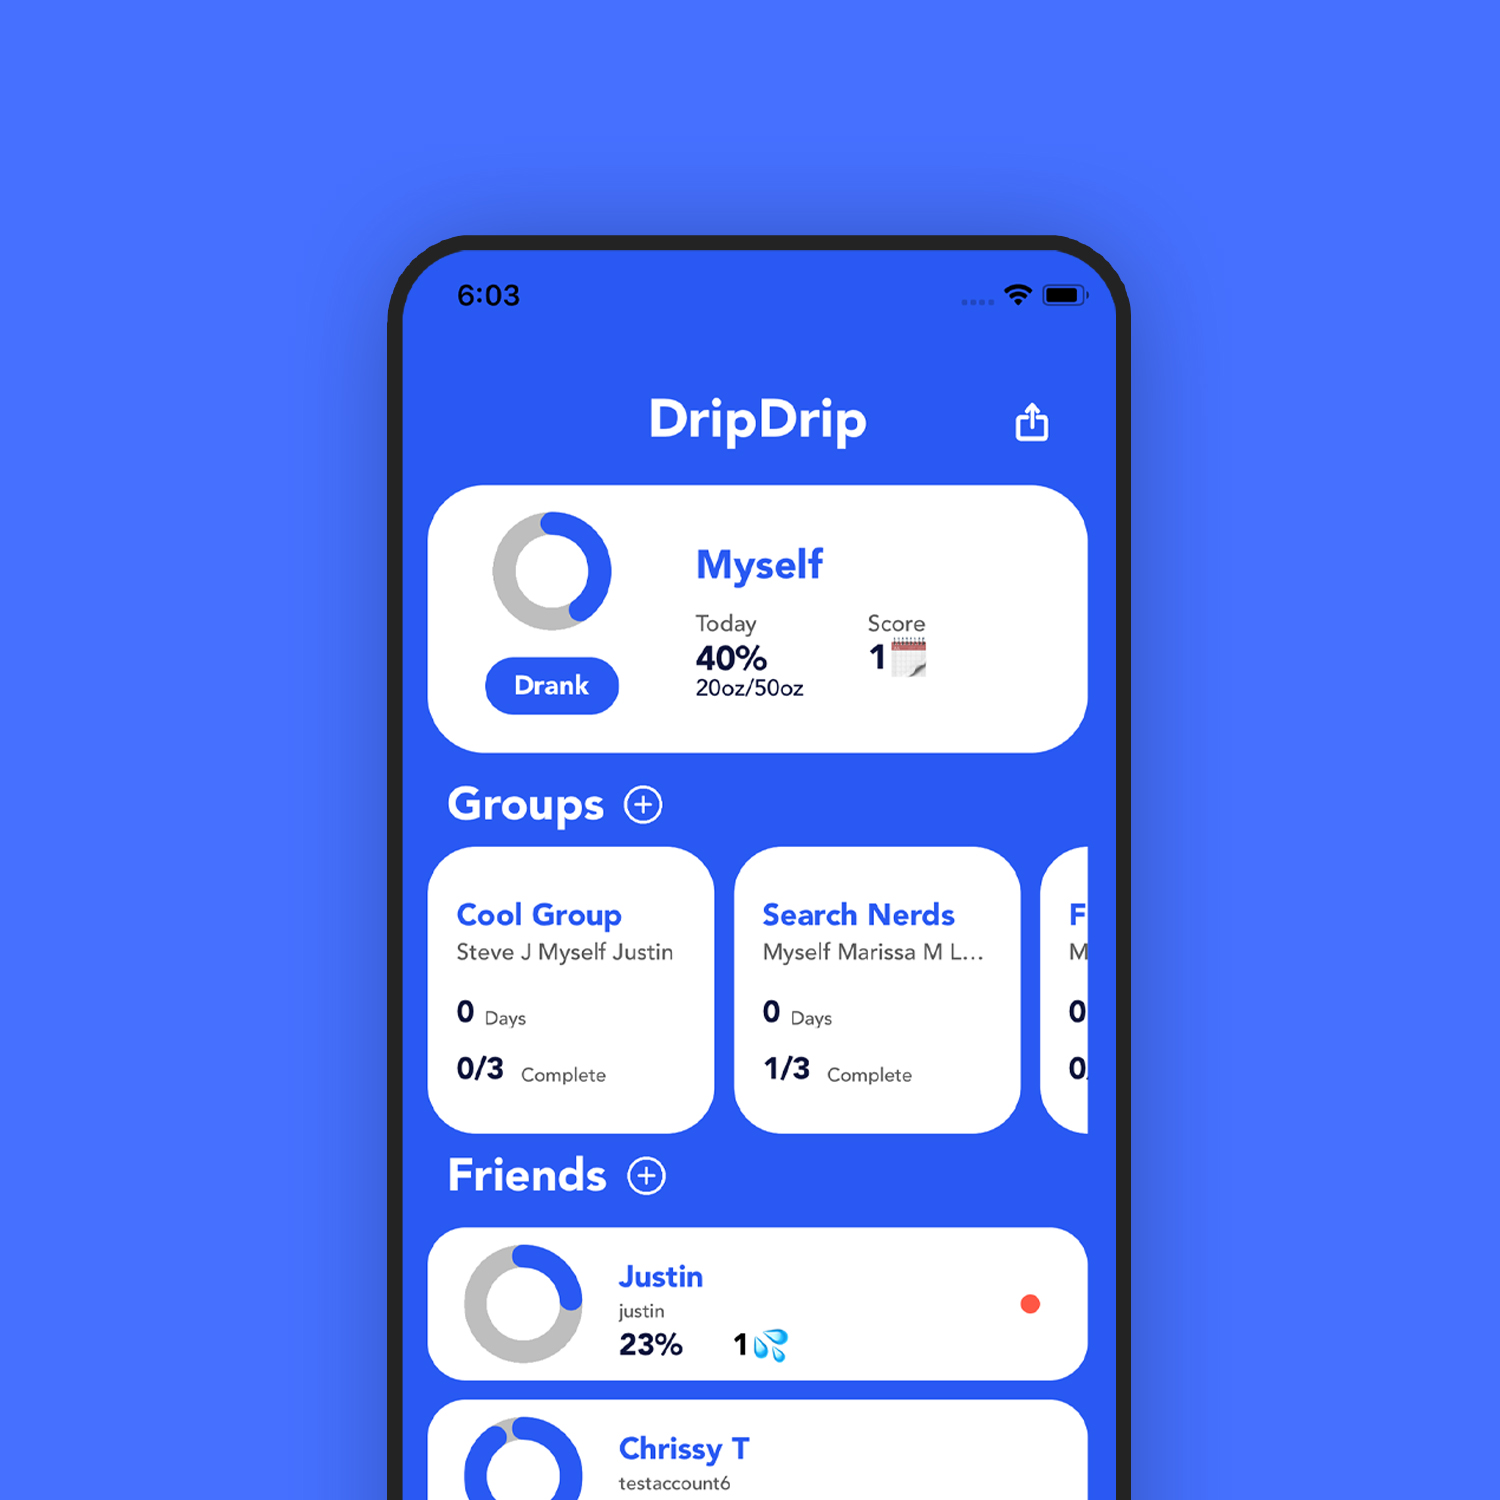 6:03
DripDrip
Myself
Today
Score
40%
1
20oz/50oz
Drank
Groups
Cool Group
Steve J Myself Justin
0 Days
0/3 Complete
Search Nerds
Myself Marissa M L...
0 Days
1/3 Complete
F
M
0
0
Friends
Justin
justin
23% 1
Chrissy T
testaccount6